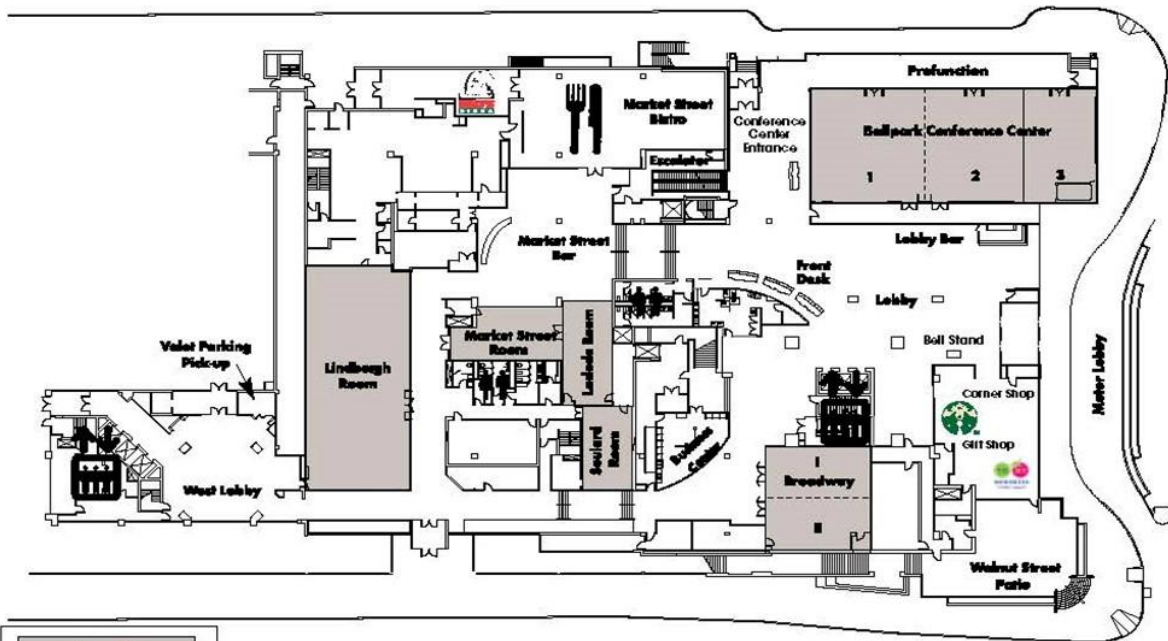 Prefunction
Market Street
Bistro
Conference
Center
Entrance
Ballpark Conference Center
1
2
3
Escalator
Market Street
Bar
Lobby Bar
Front
Desk
Lobby
Market Street
Room
Laclede Room
Bell Stand
Valet Parking
Pick-up
Lindbergh
Room
Motor Lobby
Corner Shop
Gift Shop
Soulard
Room
Business
Center
West Lobby
I
Broadway
II
Walnut Street
Patio